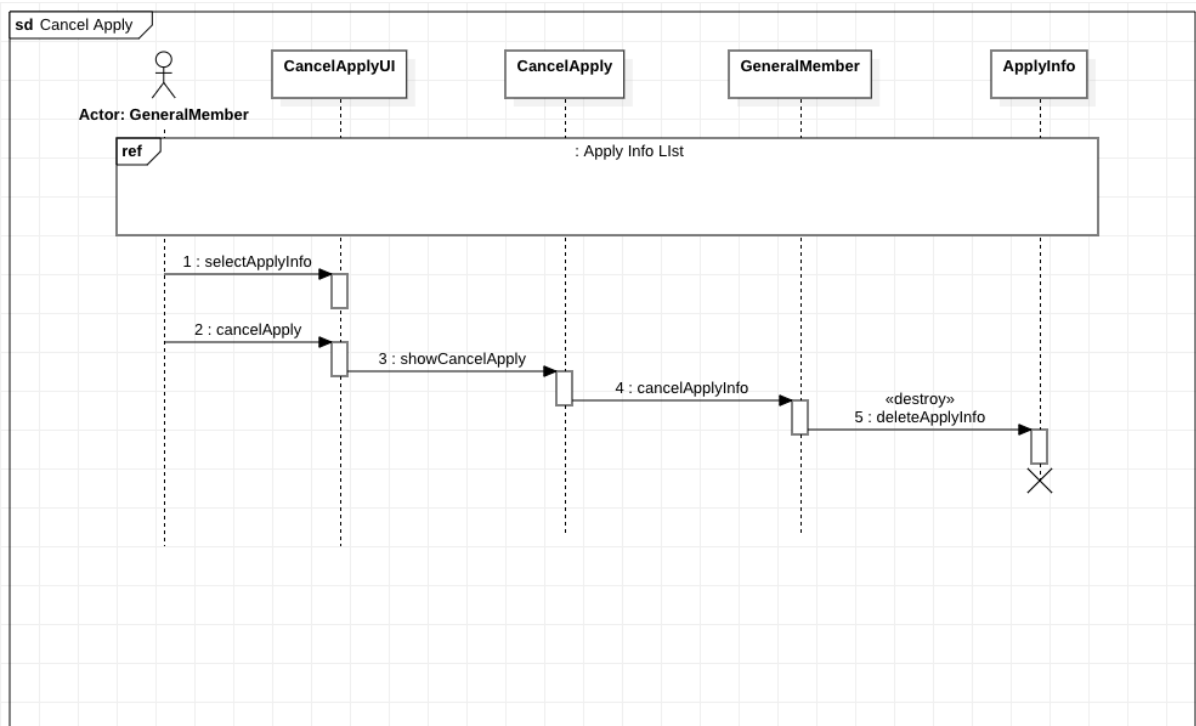 sd Cancel Apply
CancelApplyUI
CancelApply
GeneralMember
ApplyInfo
Actor: GeneralMember
ref
: Apply Info LIst
1 : selectApplyInfo
2 : cancelApply
3 : showCancelApply
4 : cancelApplyInfo
«destroy»
5 : deleteApplyInfo